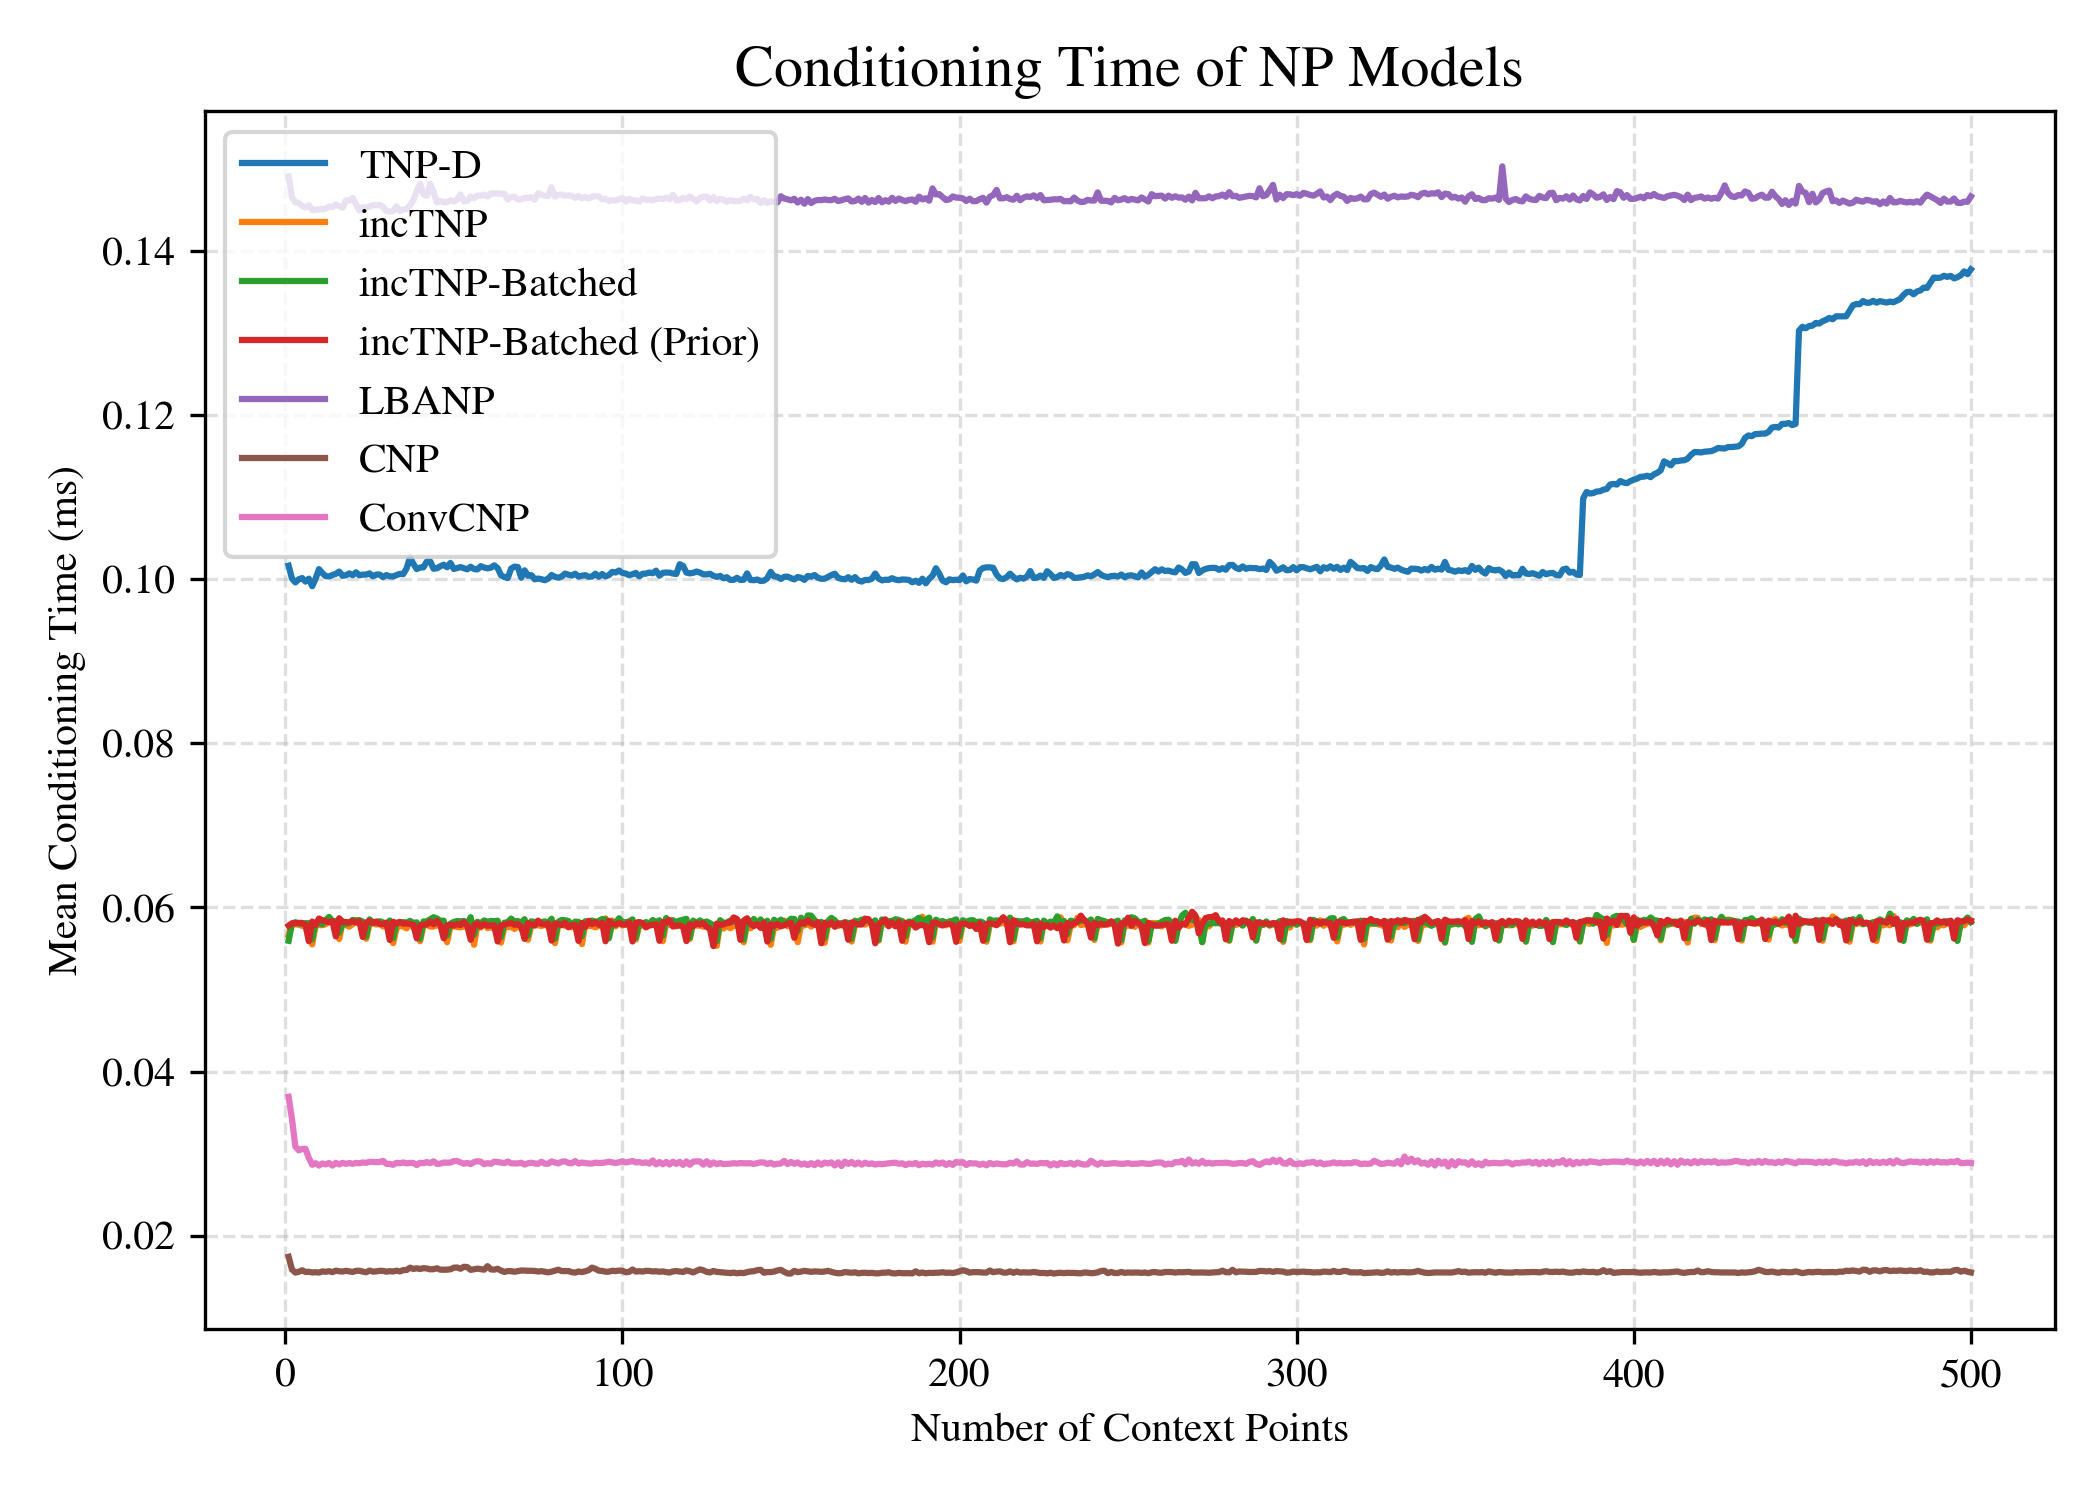 Conditioning Time of NP Models
TNP-D
incTNP
incTNP-Batched
incTNP-Batched (Prior)
LBANP
CNP
ConvCNP
Mean Conditioning Time (ms)
0.14
0.12
0.10
0.08
0.06
0.04
0.02
0 100 200 300 400 500
Number of Context Points